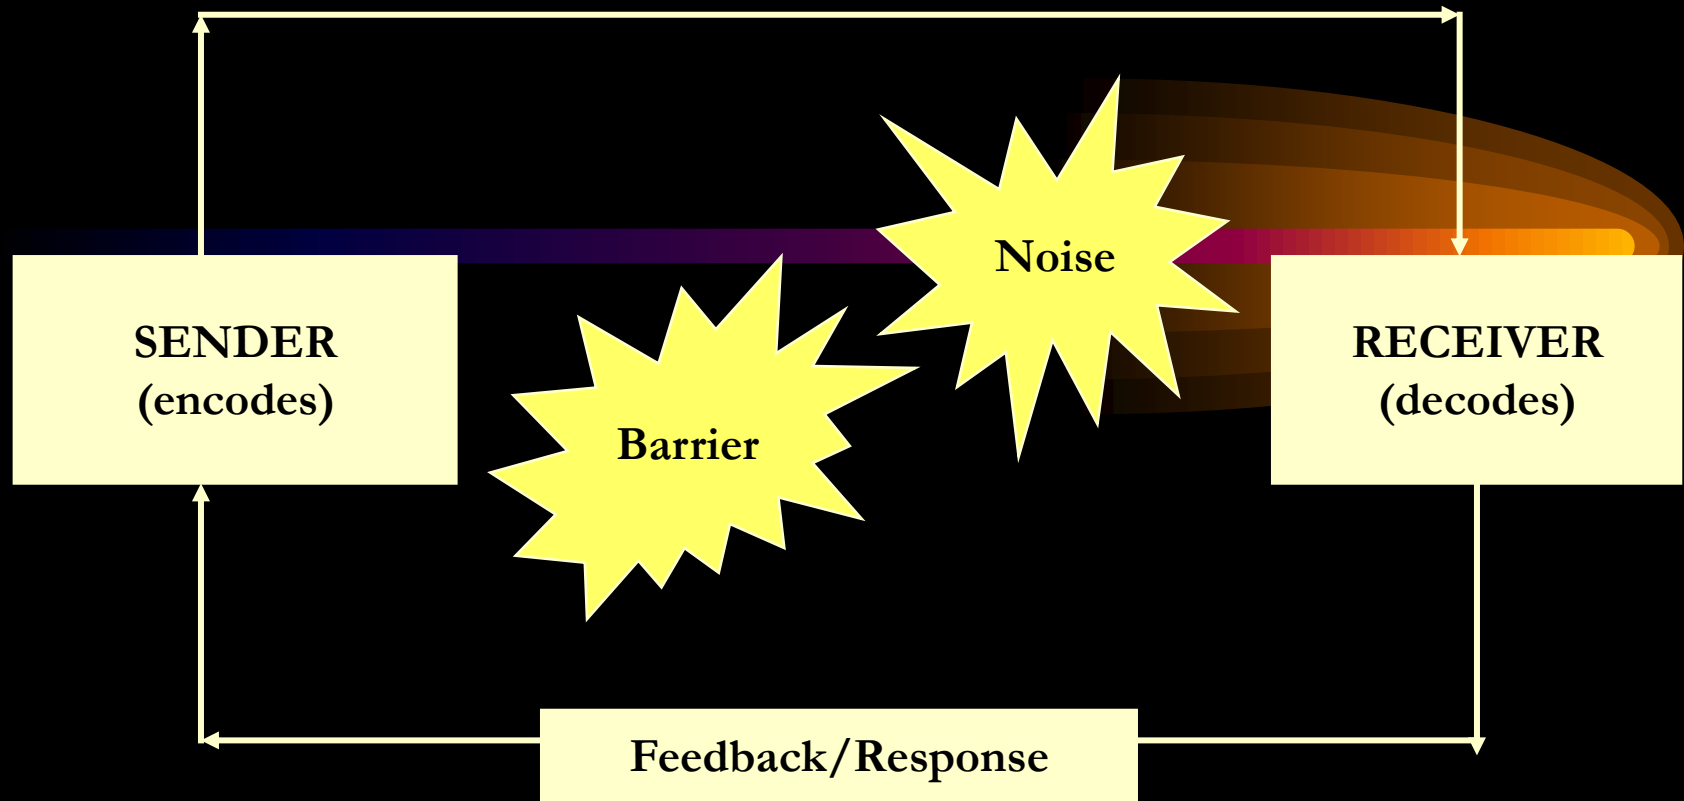 Noise
SENDER
(encodes)
RECEIVER
(decodes)
Barrier
Feedback/Response